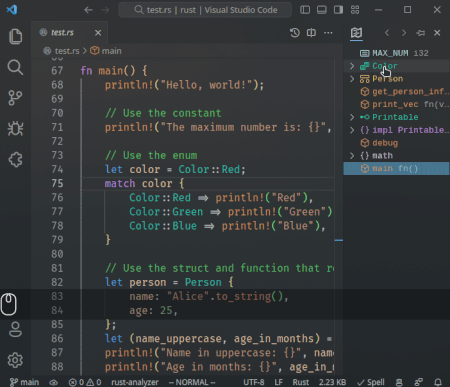 test.rs | rust | Visual Studio Code
test.rs
test.rs > main
66
67 fn main() {
68 println!("Hello, world!");
69
70 // Use the constant
71 println!("The maximum number is: {}",
72
73 // Use the enum
74 let color = Color::Red;
75 match color {
76 Color::Red => println!("Red"),
77 Color::Green => println!("Green")
78 Color::Blue => println!("Blue"),
79 }
80
81 // Use the struct and function that re
82 let person = Person {
83 name: "Alice".to_string(),
84 age: 25,
85 };
86 let (name_uppercase, age_in_months) =
87 println!("Name in uppercase: {}", name
88 println!("Age in months: {}", age_in_m
MAX_NUM i32
Color
Person
get_person_inf...
print_vec fn(v...
Printable
impl Printable...
debug
math
main fn()
main 0 0 rust-analyzer -- NORMAL -- UTF-8 LF Rust 2.23 KB Spell